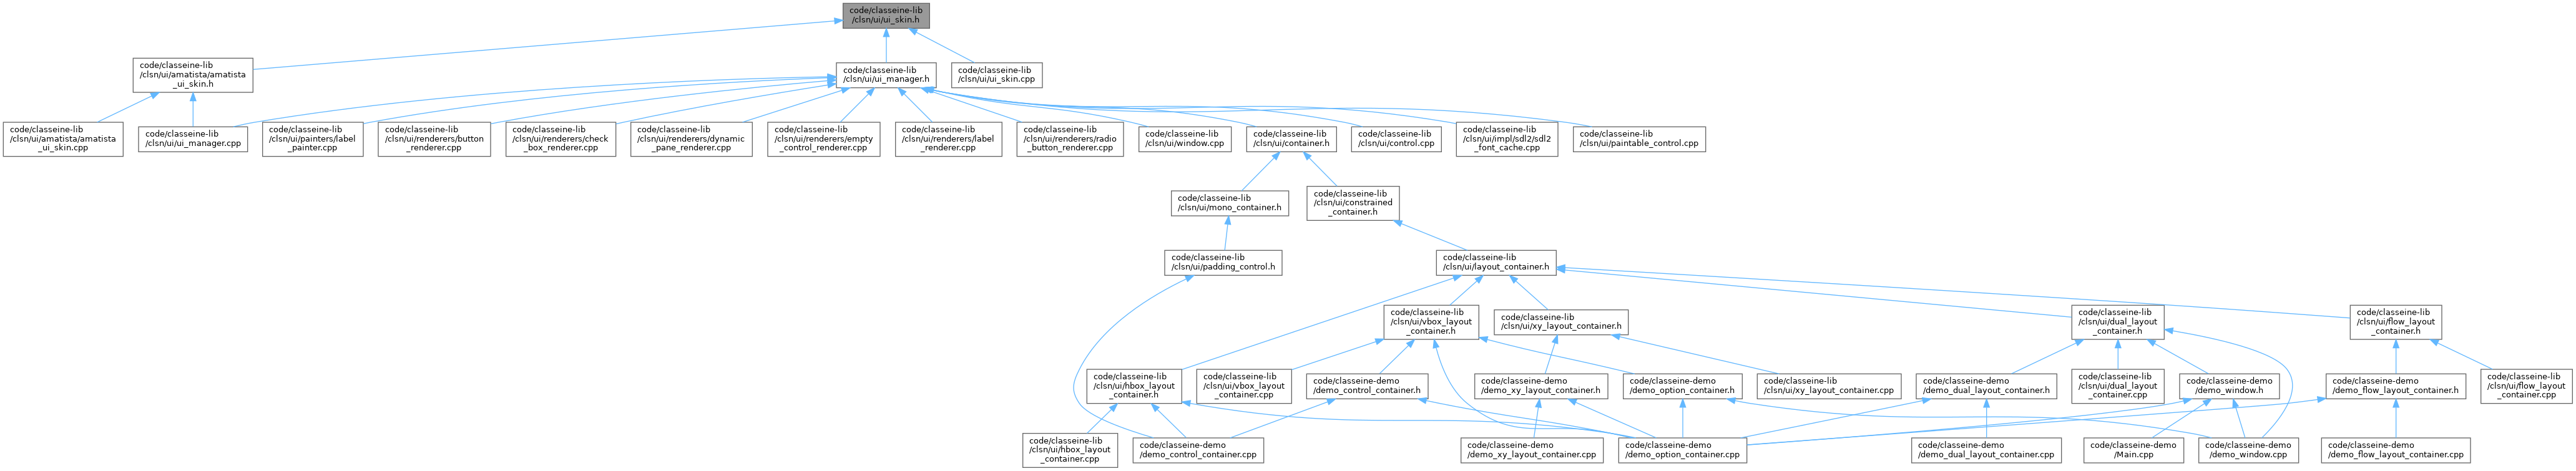 code/classeine-lib
/clsn/ui/ui_skin.h
code/classeine-lib
/clsn/ui/amatista/amatista
_ui_skin.h
code/classeine-lib
/clsn/ui/ui_manager.h
code/classeine-lib
/clsn/ui/ui_skin.cpp
code/classeine-lib
/clsn/ui/amatista/amatista
_ui_skin.cpp
code/classeine-lib
/clsn/ui/ui_manager.cpp
code/classeine-lib
/clsn/ui/painters/label
_painter.cpp
code/classeine-lib
/clsn/ui/renderers/button
_renderer.cpp
code/classeine-lib
/clsn/ui/renderers/check
_box_renderer.cpp
code/classeine-lib
/clsn/ui/renderers/dynamic
_pane_renderer.cpp
code/classeine-lib
/clsn/ui/renderers/empty
_control_renderer.cpp
code/classeine-lib
/clsn/ui/renderers/label
_renderer.cpp
code/classeine-lib
/clsn/ui/renderers/radio
_button_renderer.cpp
code/classeine-lib
/clsn/ui/window.cpp
code/classeine-lib
/clsn/ui/container.h
code/classeine-lib
/clsn/ui/control.cpp
code/classeine-lib
/clsn/ui/impl/sdl2/sdl2
_font_cache.cpp
code/classeine-lib
/clsn/ui/paintable_control.cpp
code/classeine-lib
/clsn/ui/mono_container.h
code/classeine-lib
/clsn/ui/constrained
_container.h
code/classeine-lib
/clsn/ui/padding_control.h
code/classeine-lib
/clsn/ui/layout_container.h
code/classeine-lib
/clsn/ui/vbox_layout
_container.h
code/classeine-lib
/clsn/ui/xy_layout_container.h
code/classeine-lib
/clsn/ui/dual_layout
_container.h
code/classeine-lib
/clsn/ui/flow_layout
_container.h
code/classeine-lib
/clsn/ui/hbox_layout
_container.h
code/classeine-lib
/clsn/ui/vbox_layout
_container.cpp
code/classeine-demo
/demo_control_container.h
code/classeine-demo
/demo_xy_layout_container.h
code/classeine-demo
/demo_option_container.h
code/classeine-lib
/clsn/ui/xy_layout_container.cpp
code/classeine-demo
/demo_dual_layout_container.h
code/classeine-lib
/clsn/ui/dual_layout
_container.cpp
code/classeine-demo
/demo_window.h
code/classeine-demo
/demo_flow_layout_container.h
code/classeine-lib
/clsn/ui/flow_layout
_container.cpp
code/classeine-lib
/clsn/ui/hbox_layout
_container.cpp
code/classeine-demo
/demo_control_container.cpp
code/classeine-demo
/demo_xy_layout_container.cpp
code/classeine-demo
/demo_option_container.cpp
code/classeine-demo
/demo_dual_layout_container.cpp
code/classeine-demo
/Main.cpp
code/classeine-demo
/demo_window.cpp
code/classeine-demo
/demo_flow_layout_container.cpp